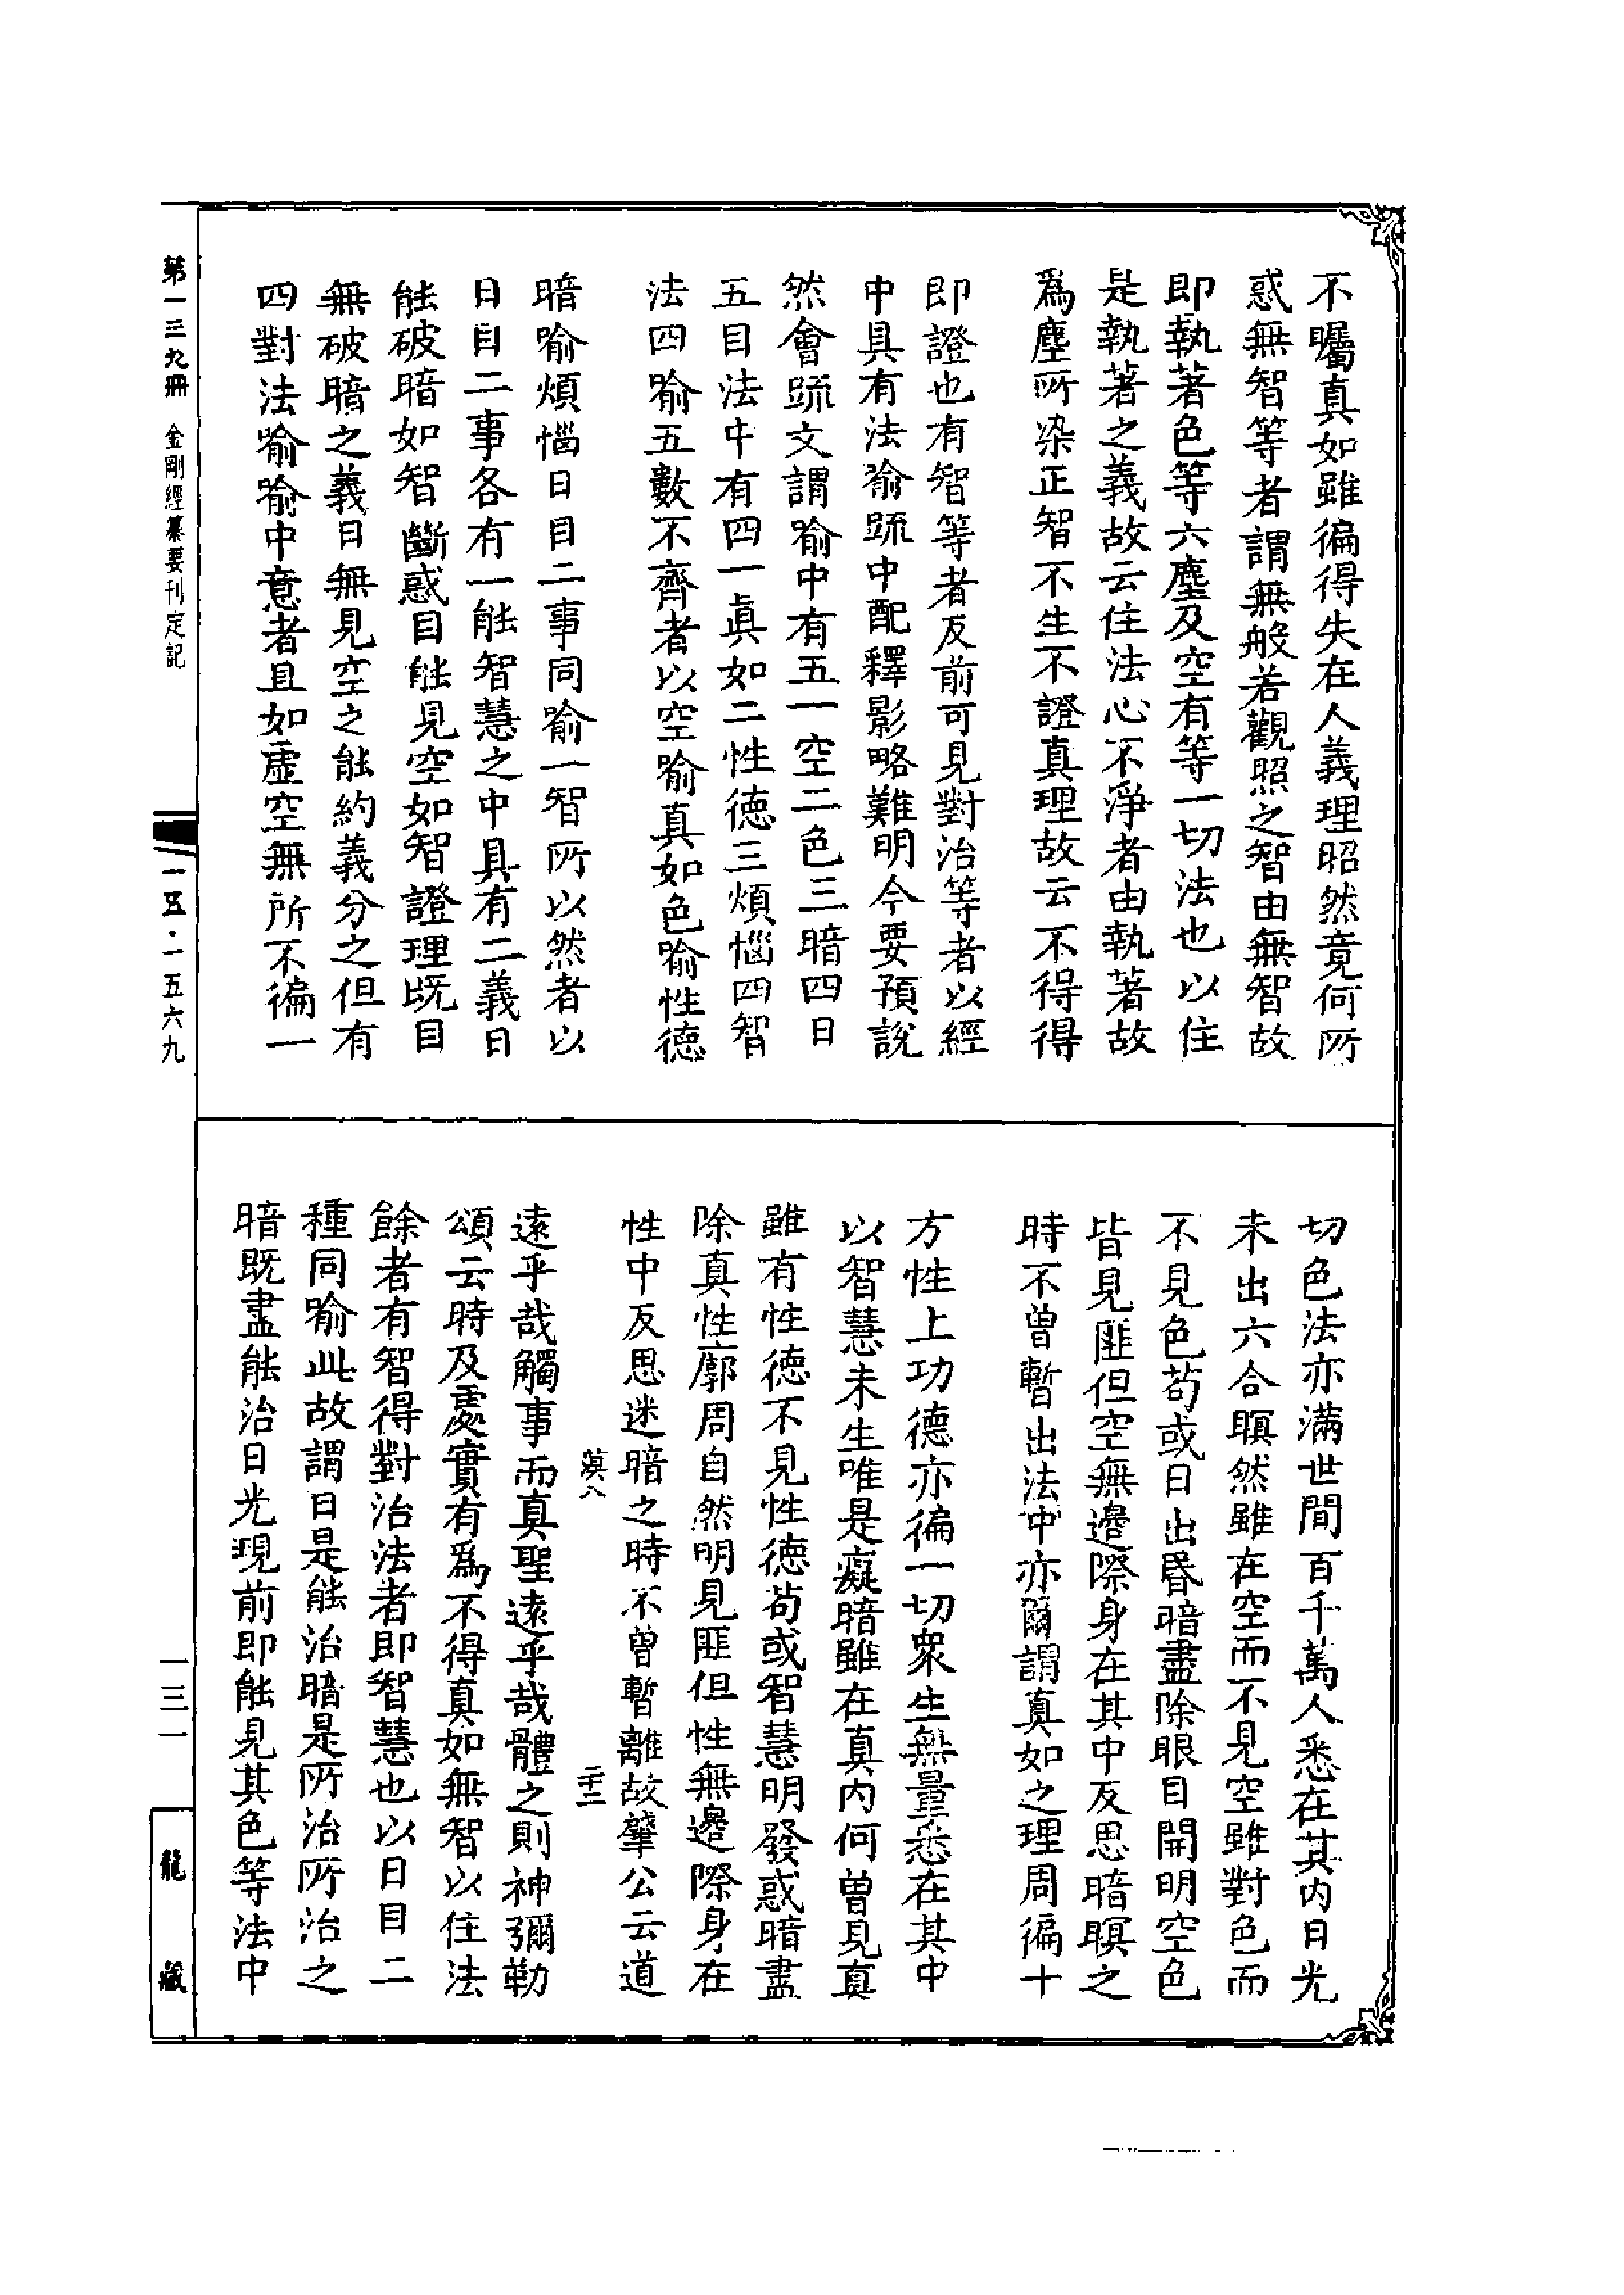 不矚真如雖徧得失在人義理昭然竟何所
惑無智等者謂無般若觀照之智由無智故
即執著色等六塵及空有等一切法也以住
是執著之義故云住法心不淨者由執著故
爲塵所染正智不生不證真理故云不得得
即證也有智等者反前可見對治等者以經
中具有法喻䟽中配釋影略難明今要預說
然會䟽文謂喻中有五一空二色三暗四日
五目法中有四一真如二性德三煩惱四智
法四喻五數不齊者以空喻真如色喻性德
暗喻煩惱日目二事同喻一智所以然者以
日目二事各有一能智慧之中具有二義日
能破暗如智斷惑目能見空如智證理既目
無破暗之義日無見空之能約義分之但有
四對法喻喻中意者且如虛空無所不徧一
切色法亦滿世間百千萬人悉在其内日光
未出六合瞑然雖在空而不見空雖對色而
不見色苟或日出昏暗盡除眼目開明空色
皆見匪但空無邊際身在其中反思暗瞑之
時不曾暫出法中亦爾謂真如之理周徧十
方性上功德亦徧一切衆生無量悉在其中
以智慧未生唯是癡暗雖在真内何曾見真
雖有性德不見性德苟或智慧明發惑暗盡
除真性廓周自然明見匪但性無邊際身在
性中反思迷暗之時不曾暫離故肇公云道
漠八 二十二
遠乎哉觸事而真聖遠乎哉體之則神彌勒
頌云時及處實有爲不得真如無智以住法
餘者有智得對治法者即智慧也以日目二
種同喻此故謂日是能治暗是所治所治之
暗既盡能治日光現前即能見其色等法中
第一三九冊 金剛經纂要刊定記
一五·一五六九
一三一
龍藏